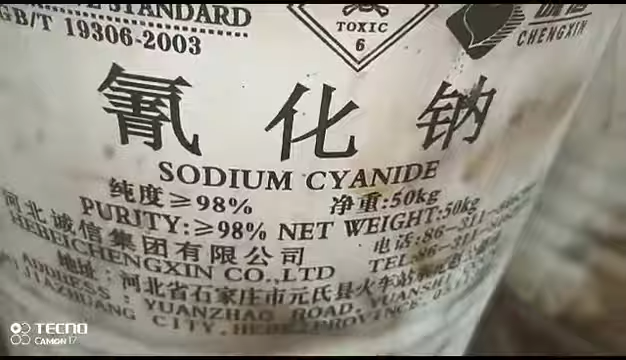 STANDARD
GB/T 19306-2003
TOXIC
6
CHENGXIN
氰化钠
SODIUM CYANIDE
纯度≥98% 净重:50kg
PURITY:≥98% NET WEIGHT:50kg
河北诚信集团有限公司 电话:86-311-
HEBEICHENGXIN CO.,LTD TEL:86-311-
地址:河北省石家庄市元氏县火车站
ADDRESS: YUANZHAO ROAD, YUANSHI
JIAZHUANG CITY, HEBEI PROVINCE.
TECNO
CAMON 17